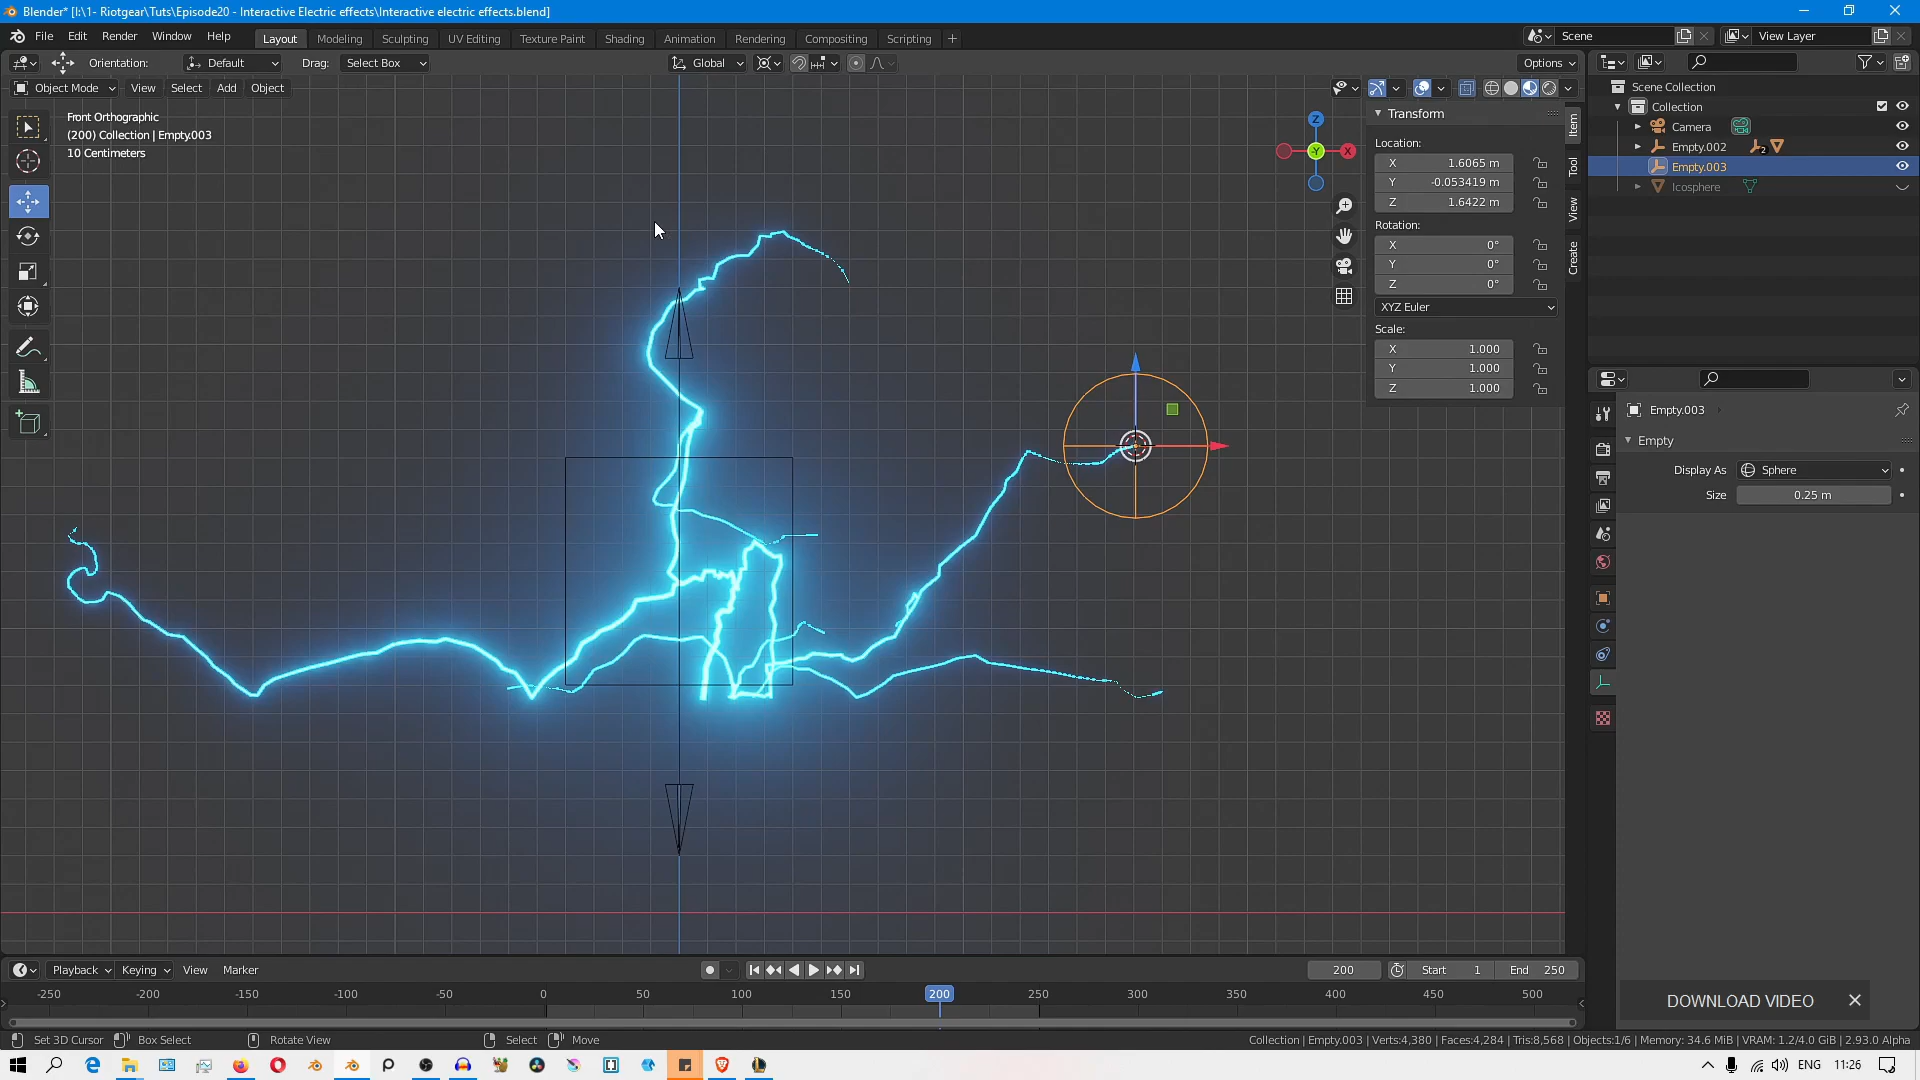 Blender* [I:\1- Riotgear\Tuts\Episode20 - Interactive Electric effects\Interactive electric effects.blend]
File Edit Render Window Help Layout Modeling Sculpting UV Editing Texture Paint Shading Animation Rendering Compositing Scripting + Scene View Layer
Orientation: Default Drag: Select Box Global Options
Object Mode View Select Add Object
Front Orthographic
(200) Collection | Empty.003
10 Centimeters
Z
X
-Y
Transform
Location:
X 1.6065 m
Y -0.053419 m
Z 1.6422 m
Rotation:
X 0°
Y 0°
Z 0°
XYZ Euler
Scale:
X 1.000
Y 1.000
Z 1.000
Item
Tool
View
Create
Scene Collection
Collection
Camera
Empty.002 2
Empty.003
Icosphere
Empty.003
Empty
Display As Sphere
Size 0.25 m
Playback Keying View Marker 200 Start 1 End 250
-250 -200 -150 -100 -50 0 50 100 150 200 250 300 350 400 450 500
DOWNLOAD VIDEO
Set 3D Cursor Box Select Rotate View Select Move Collection | Empty.003 | Verts:4,380 | Faces:4,284 | Tris:8,568 | Objects:1/6 | Memory: 34.6 MiB | VRAM: 1.2/4.0 GiB | 2.93.0 Alpha
ENG 11:26